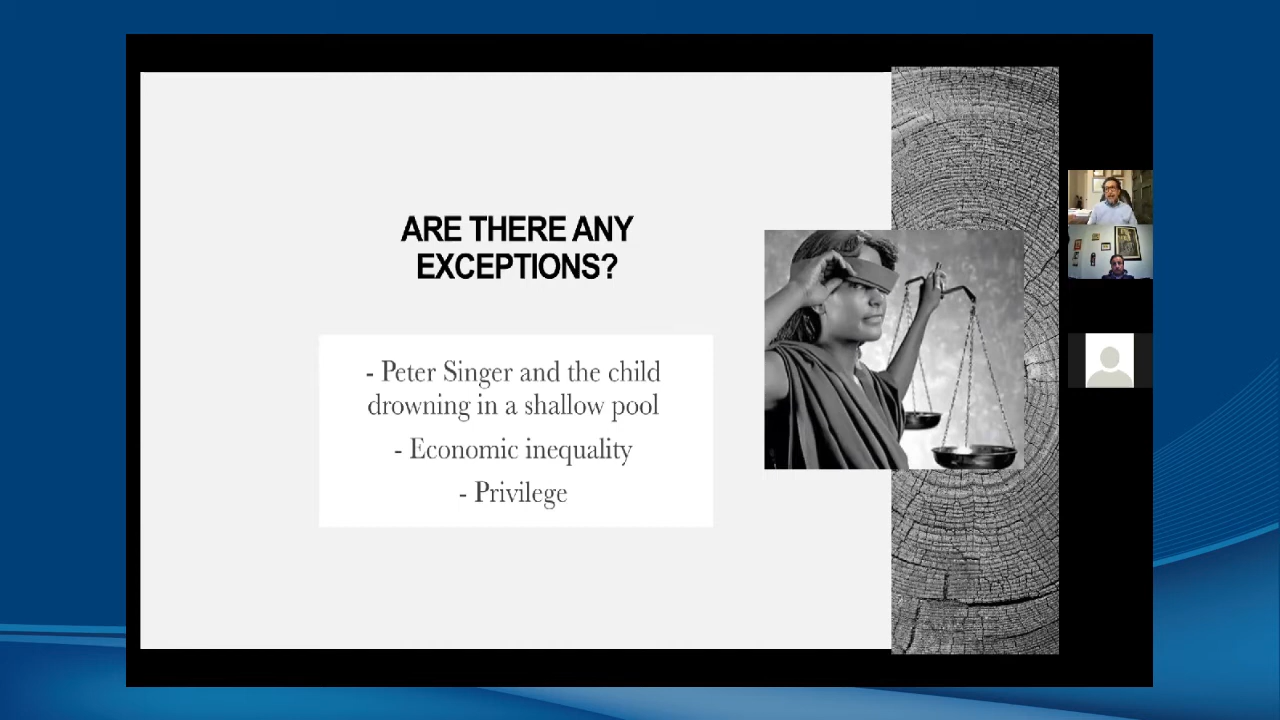 ARE THERE ANY
EXCEPTIONS?
- Peter Singer and the child
drowning in a shallow pool
- Economic inequality
- Privilege